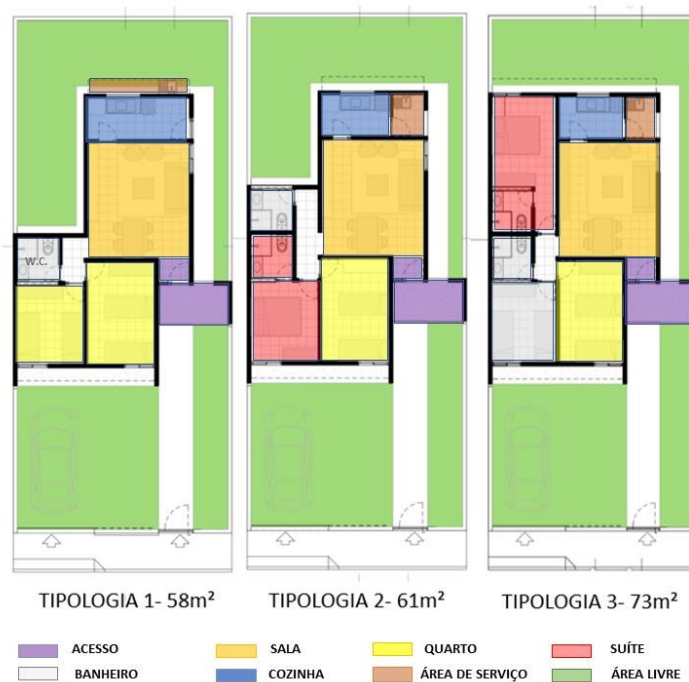 W.C.
TIPOLOGIA 1- 58m² TIPOLOGIA 2- 61m² TIPOLOGIA 3- 73m²
ACESSO SALA QUARTO SUÍTE
BANHEIRO COZINHA ÁREA DE SERVIÇO ÁREA LIVRE